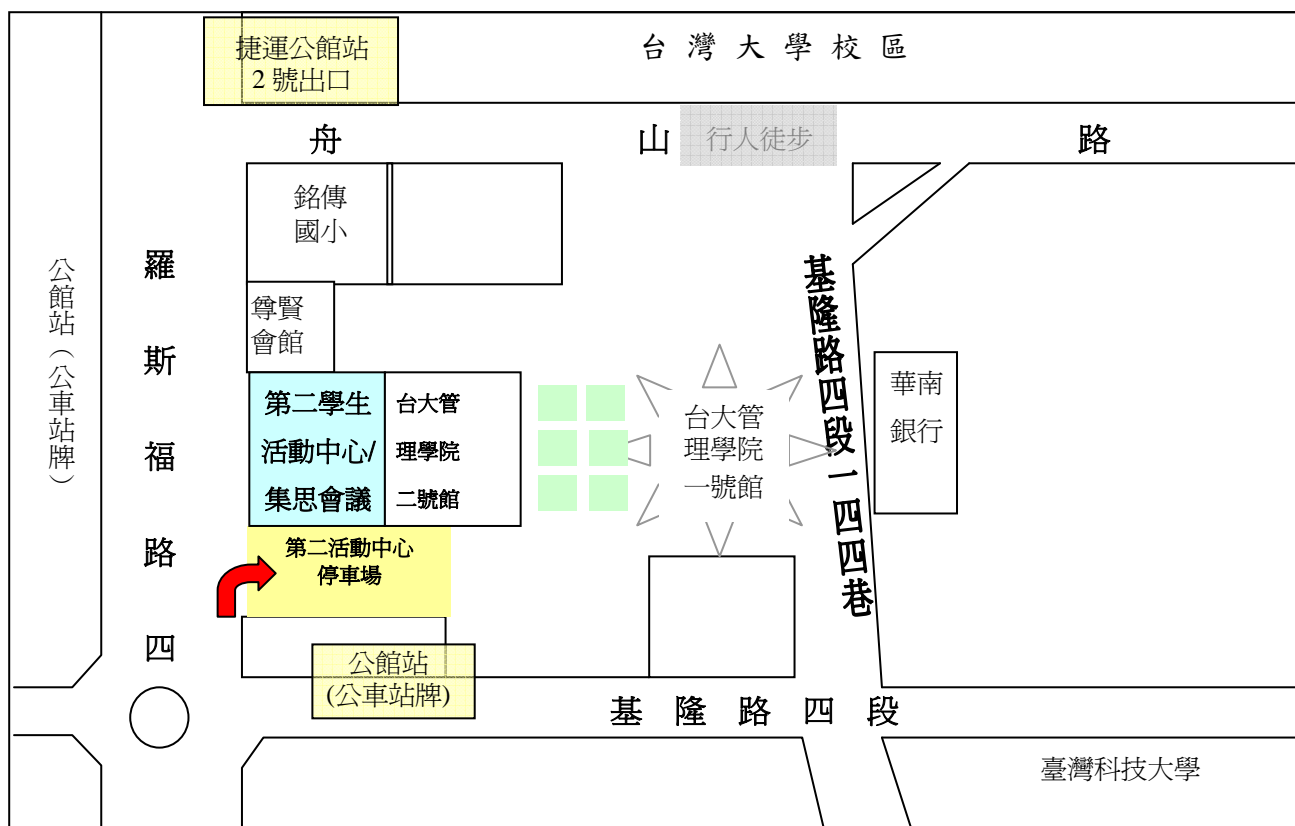 捷運公館站
2 號出口
台灣大學校區
舟山路
行人徒步
銘傳
國小
羅斯福路四
公館站（公車站牌）
尊賢
會館
基隆路四段一四四巷
第二學生
活動中心/
集思會議
台大管
理學院
二號館
台大管
理學院
一號館
華南
銀行
第二活動中心
停車場
公館站
(公車站牌)
基隆路四段
臺灣科技大學